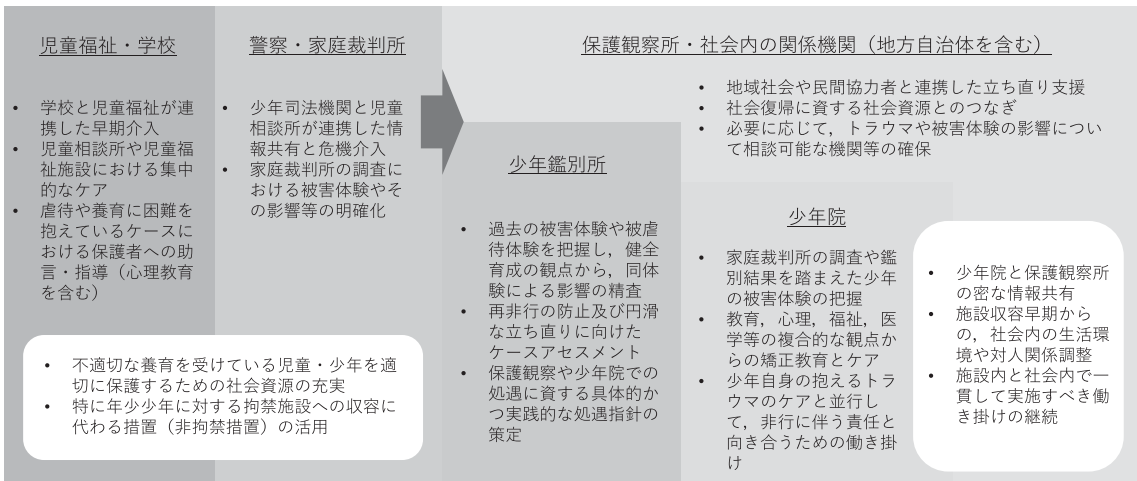 児童福祉・学校
• 学校と児童福祉が連
携した早期介入
• 児童相談所や児童福
祉施設における集中
的なケア
• 虐待や養育に困難を
抱えているケースに
おける保護者への助
言・指導（心理教育
を含む）
警察・家庭裁判所
• 少年司法機関と児童
相談所が連携した情
報共有と危機介入
• 家庭裁判所の調査に
おける被害体験やそ
の影響等の明確化
• 不適切な養育を受けている児童・少年を適
切に保護するための社会資源の充実
• 特に年少少年に対する拘禁施設への収容に
代わる措置（非拘禁措置）の活用
保護観察所・社会内の関係機関（地方自治体を含む）
• 地域社会や民間協力者と連携した立ち直り支援
• 社会復帰に資する社会資源とのつなぎ
• 必要に応じて，トラウマや被害体験の影響につい
て相談可能な機関等の確保
少年鑑別所
• 過去の被害体験や被虐
待体験を把握し，健全
育成の観点から，同体
験による影響の精査
• 再非行の防止及び円滑
な立ち直りに向けた
ケースアセスメント
• 保護観察や少年院での
処遇に資する具体的か
つ実践的な処遇指針の
策定
少年院
• 家庭裁判所の調査や鑑
別結果を踏まえた少年
の被害体験の把握
• 教育，心理，福祉，医
学等の複合的な観点か
らの矯正教育とケア
• 少年自身の抱えるトラ
ウマのケアと並行し
て，非行に伴う責任と
向き合うための働き掛
け
• 少年院と保護観察所
の密な情報共有
• 施設収容早期から
の，社会内の生活環
境や対人関係調整
• 施設内と社会内で一
貫して実施すべき働
き掛けの継続